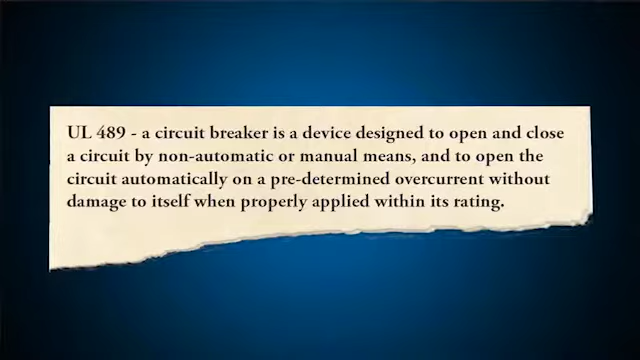 UL 489 - a circuit breaker is a device designed to open and close
a circuit by non-automatic or manual means, and to open the
circuit automatically on a pre-determined overcurrent without
damage to itself when properly applied within its rating.